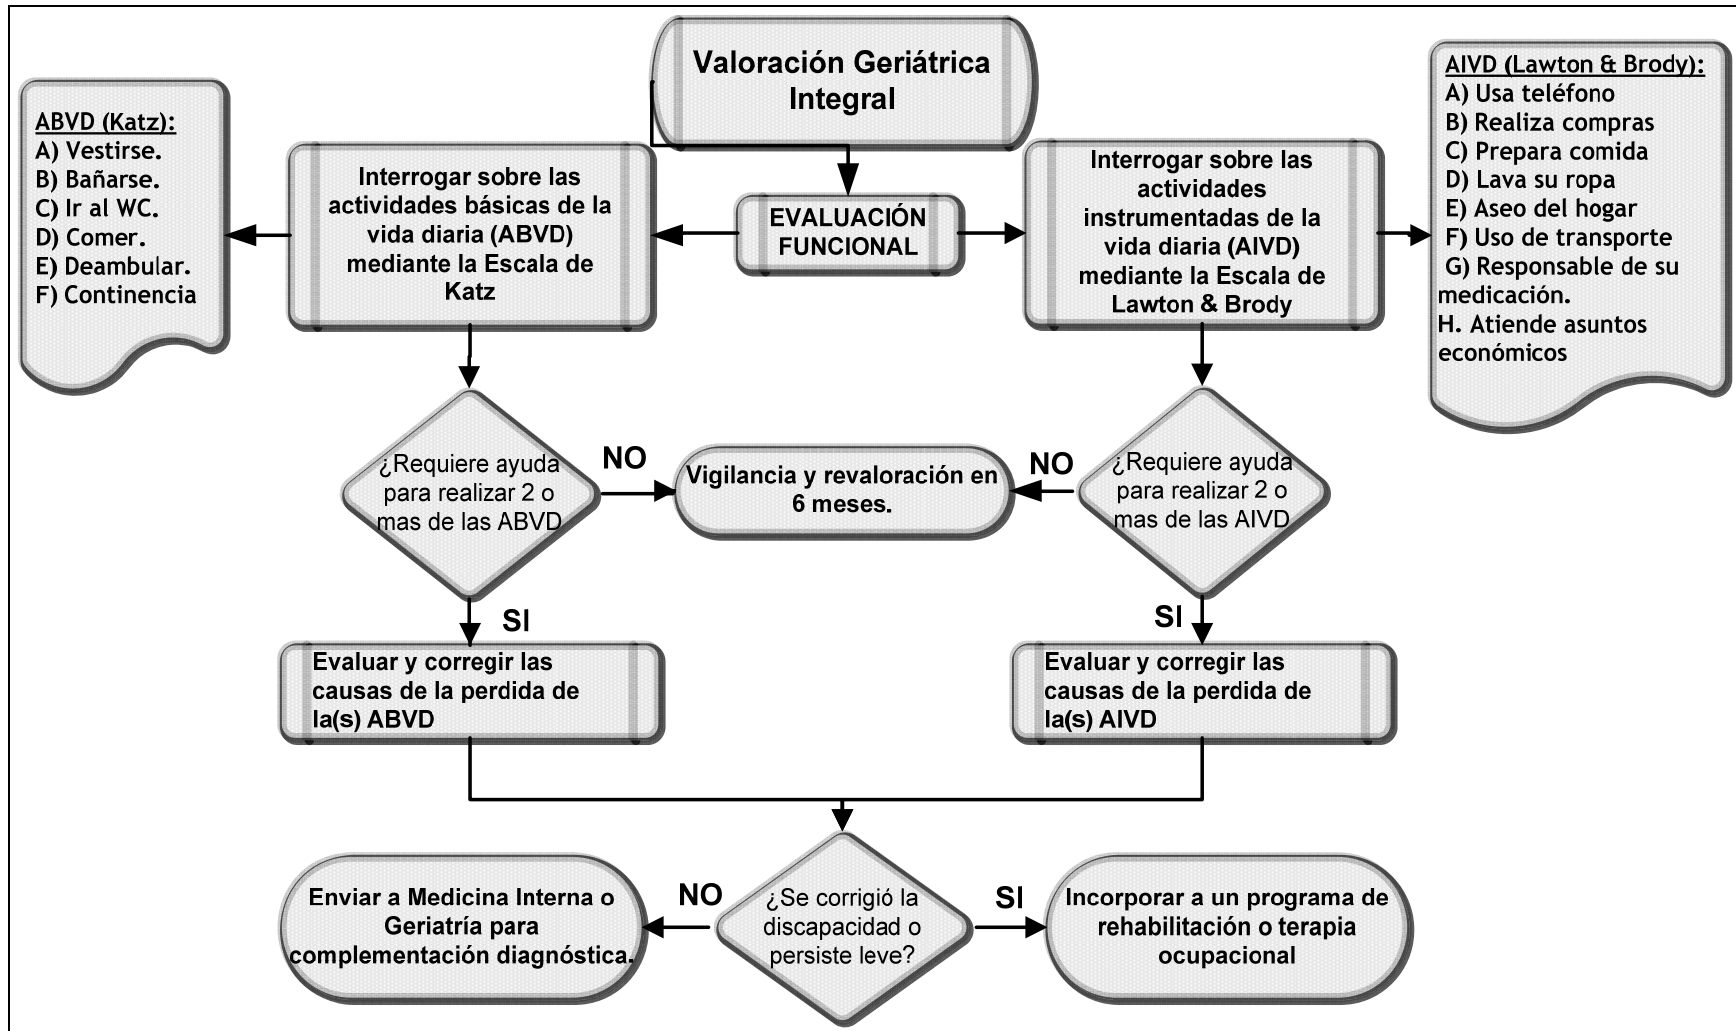 Valoración Geriátrica
Integral
ABVD (Katz):
A) Vestirse.
B) Bañarse.
C) Ir al WC.
D) Comer.
E) Deambular.
F) Continencia
Interrogar sobre las
actividades básicas de la
vida diaria (ABVD)
mediante la Escala de
Katz
EVALUACIÓN
FUNCIONAL
Interrogar sobre las
actividades
instrumentadas de la
vida diaria (AIVD)
mediante la Escala de
Lawton & Brody
AIVD (Lawton & Brody):
A) Usa teléfono
B) Realiza compras
C) Prepara comida
D) Lava su ropa
E) Aseo del hogar
F) Uso de transporte
G) Responsable de su
medicación.
H. Atiende asuntos
económicos
¿Requiere ayuda
para realizar 2 o
mas de las ABVD
NO
Vigilancia y revaloración en
6 meses.
NO
¿Requiere ayuda
para realizar 2 o
mas de las AIVD
SI
SI
Evaluar y corregir las
causas de la perdida de
la(s) ABVD
Evaluar y corregir las
causas de la perdida de
la(s) AIVD
Enviar a Medicina Interna o
Geriatría para
complementación diagnóstica.
NO
¿Se corrigió la
discapacidad o
persiste leve?
SI
Incorporar a un programa de
rehabilitación o terapia
ocupacional